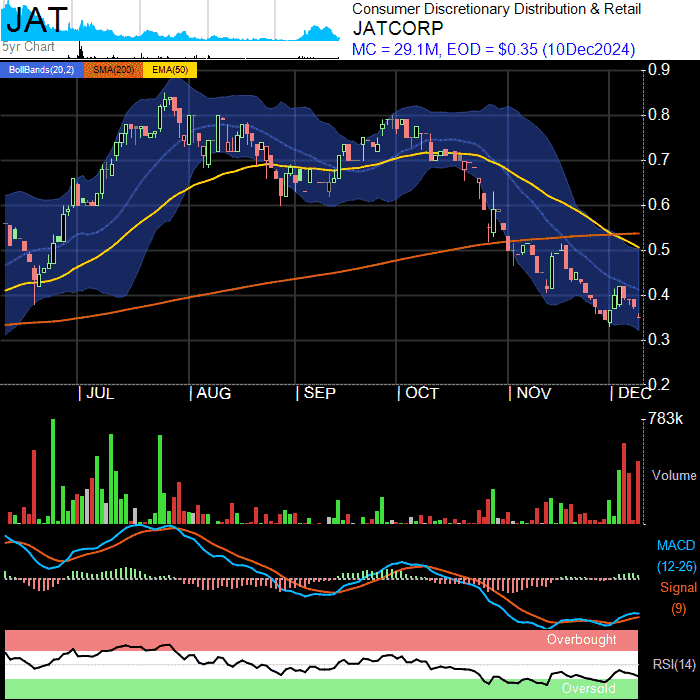 JAT
5yr Chart
Consumer Discretionary Distribution & Retail
JATCORP
MC = 29.1M, EOD = $0.35 (10Dec2024)
BollBands(20,2) SMA(200) EMA(50)
0.9
0.8
0.7
0.6
0.5
0.4
0.3
0.2
JUL AUG SEP OCT NOV DEC
783k
Volume
MACD
(12-26)
Signal
(9)
Overbought
RSI(14)
Oversold